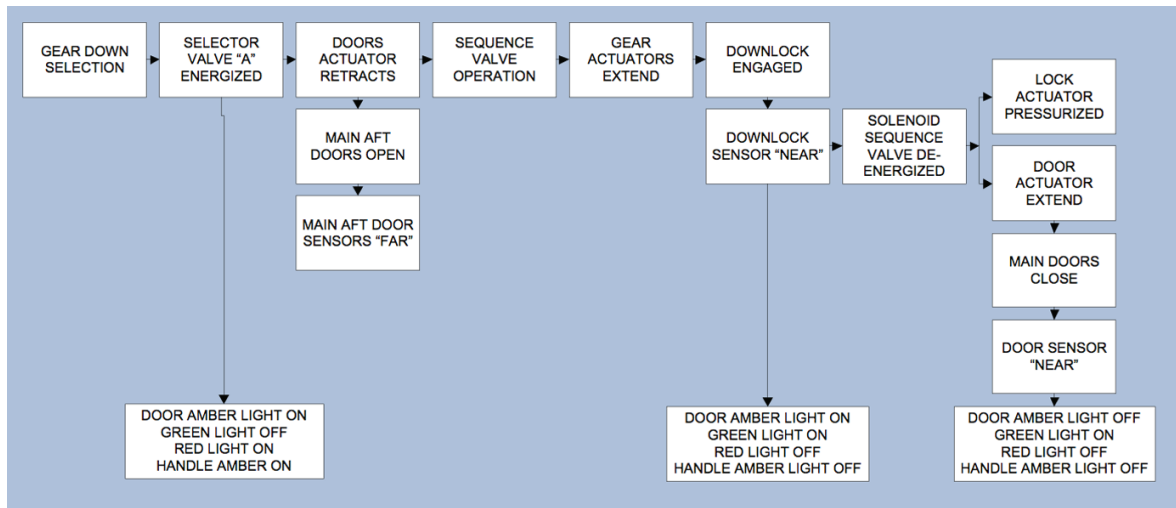 GEAR DOWN
SELECTION
SELECTOR
VALVE “A”
ENERGIZED
DOORS
ACTUATOR
RETRACTS
SEQUENCE
VALVE
OPERATION
GEAR
ACTUATORS
EXTEND
DOWNLOCK
ENGAGED
MAIN AFT
DOORS OPEN
MAIN AFT DOOR
SENSORS “FAR”
DOWNLOCK
SENSOR “NEAR”
SOLENOID
SEQUENCE
VALVE DE-
ENERGIZED
LOCK
ACTUATOR
PRESSURIZED
DOOR
ACTUATOR
EXTEND
MAIN DOORS
CLOSE
DOOR SENSOR
“NEAR”
DOOR AMBER LIGHT ON
GREEN LIGHT OFF
RED LIGHT ON
HANDLE AMBER ON
DOOR AMBER LIGHT ON
GREEN LIGHT ON
RED LIGHT OFF
HANDLE AMBER LIGHT OFF
DOOR AMBER LIGHT OFF
GREEN LIGHT ON
RED LIGHT OFF
HANDLE AMBER LIGHT OFF